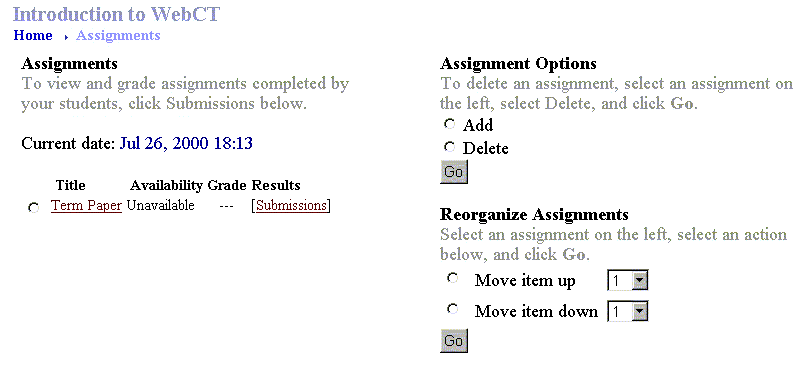 Introduction to WebCT
Home › Assignments
Assignments
To view and grade assignments completed by
your students, click Submissions below.
Current date: Jul 26, 2000 18:13
Title Availability Grade Results
Term Paper Unavailable --- [Submissions]
Assignment Options
To delete an assignment, select an assignment on
the left, select Delete, and click Go.
Add
Delete
Go
Reorganize Assignments
Select an assignment on the left, select an action
below, and click Go.
Move item up 1
Move item down 1
Go